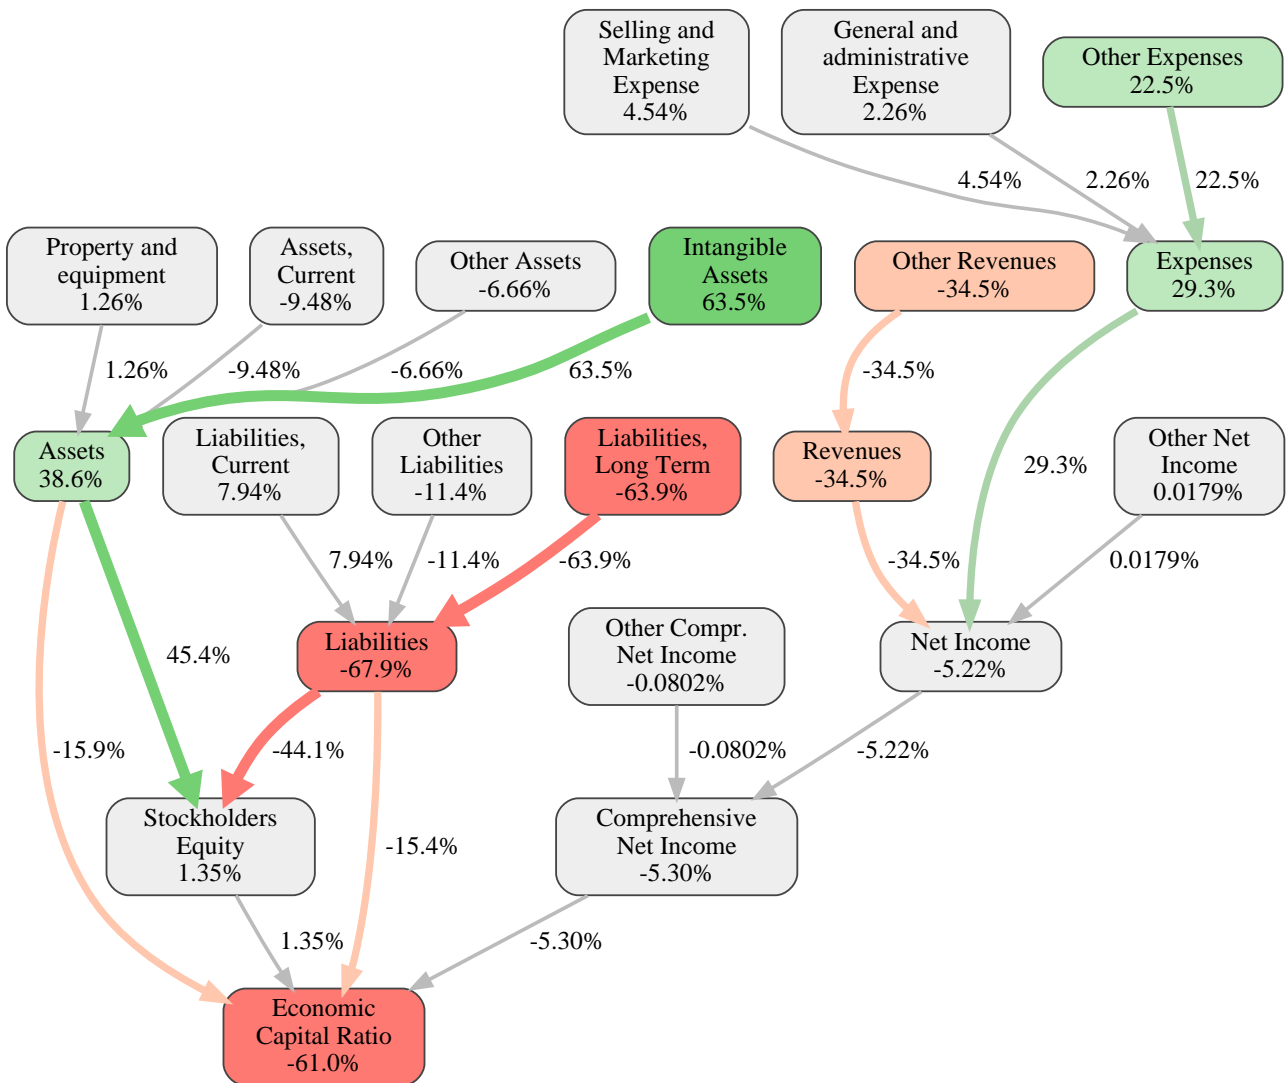 Selling and
Marketing
Expense
4.54%
General and
administrative
Expense
2.26%
Other Expenses
22.5%
4.54%
2.26%
22.5%
Property and
equipment
1.26%
Assets,
Current
-9.48%
Other Assets
-6.66%
Intangible
Assets
63.5%
Other Revenues
-34.5%
Expenses
29.3%
1.26%
-9.48%
-6.66%
63.5%
-34.5%
29.3%
Assets
38.6%
Liabilities,
Current
7.94%
Other
Liabilities
-11.4%
Liabilities,
Long Term
-63.9%
Revenues
-34.5%
Other Net
Income
0.0179%
7.94%
-11.4%
-63.9%
-34.5%
0.0179%
45.4%
Liabilities
-67.9%
Other Compr.
Net Income
-0.0802%
Net Income
-5.22%
-15.9%
-44.1%
-0.0802%
-5.22%
Stockholders
Equity
1.35%
-15.4%
Comprehensive
Net Income
-5.30%
1.35%
-5.30%
Economic
Capital Ratio
-61.0%